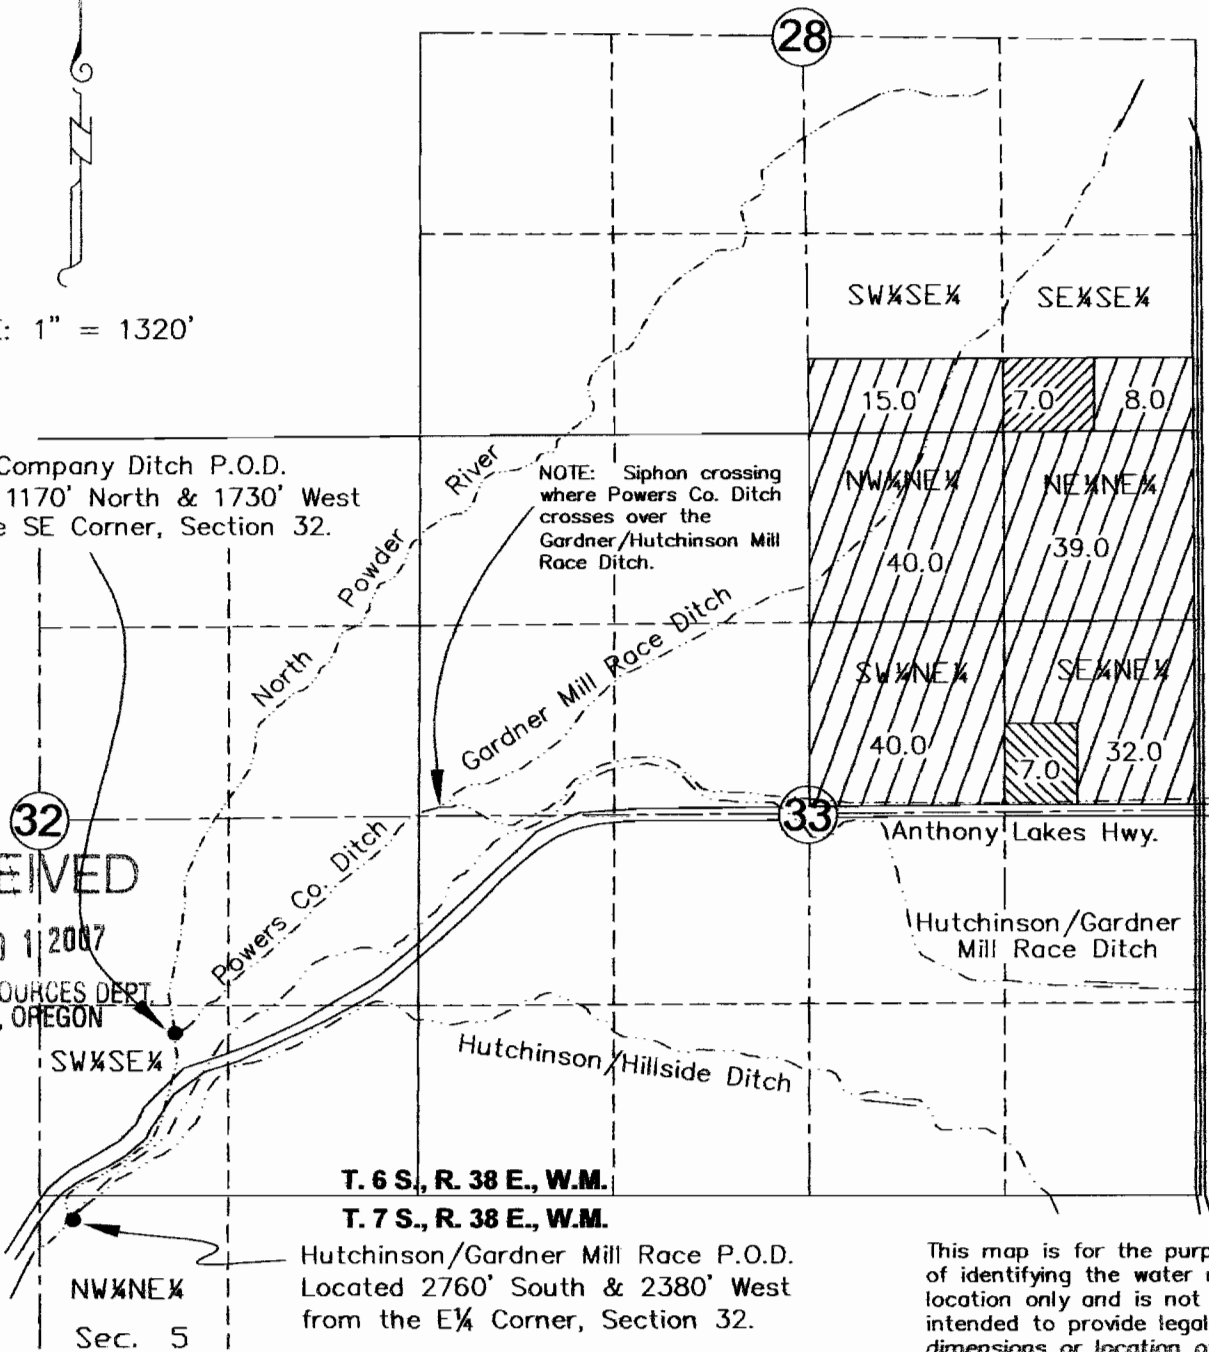 28
: 1" = 1320'
SW¼SE¼
SE¼SE¼
15.0
7.0
8.0
Company Ditch P.O.D.
1170' North & 1730' West
SE Corner, Section 32.
NOTE: Siphon crossing
where Powers Co. Ditch
crosses over the
Gardner/Hutchinson Mill
Race Ditch.
North Powder River
NW¼NE¼
NE¼NE¼
40.0
39.0
Gardner Mill Race Ditch
SW¼NE¼
SE¼NE¼
40.0
7.0
32.0
32
33
Anthony Lakes Hwy.
Powers Co. Ditch
EIVED
1 2007
OURCES DEPT
, OREGON
Hutchinson/Gardner
Mill Race Ditch
SW¼SE¼
Hutchinson/Hillside Ditch
T. 6 S., R. 38 E., W.M.
T. 7 S., R. 38 E., W.M.
Hutchinson/Gardner Mill Race P.O.D.
Located 2760' South & 2380' West
from the E¼ Corner, Section 32.
NW¼NE¼
Sec. 5
This map is for the purp
of identifying the water
location only and is not
intended to provide legal
dimensions or location o